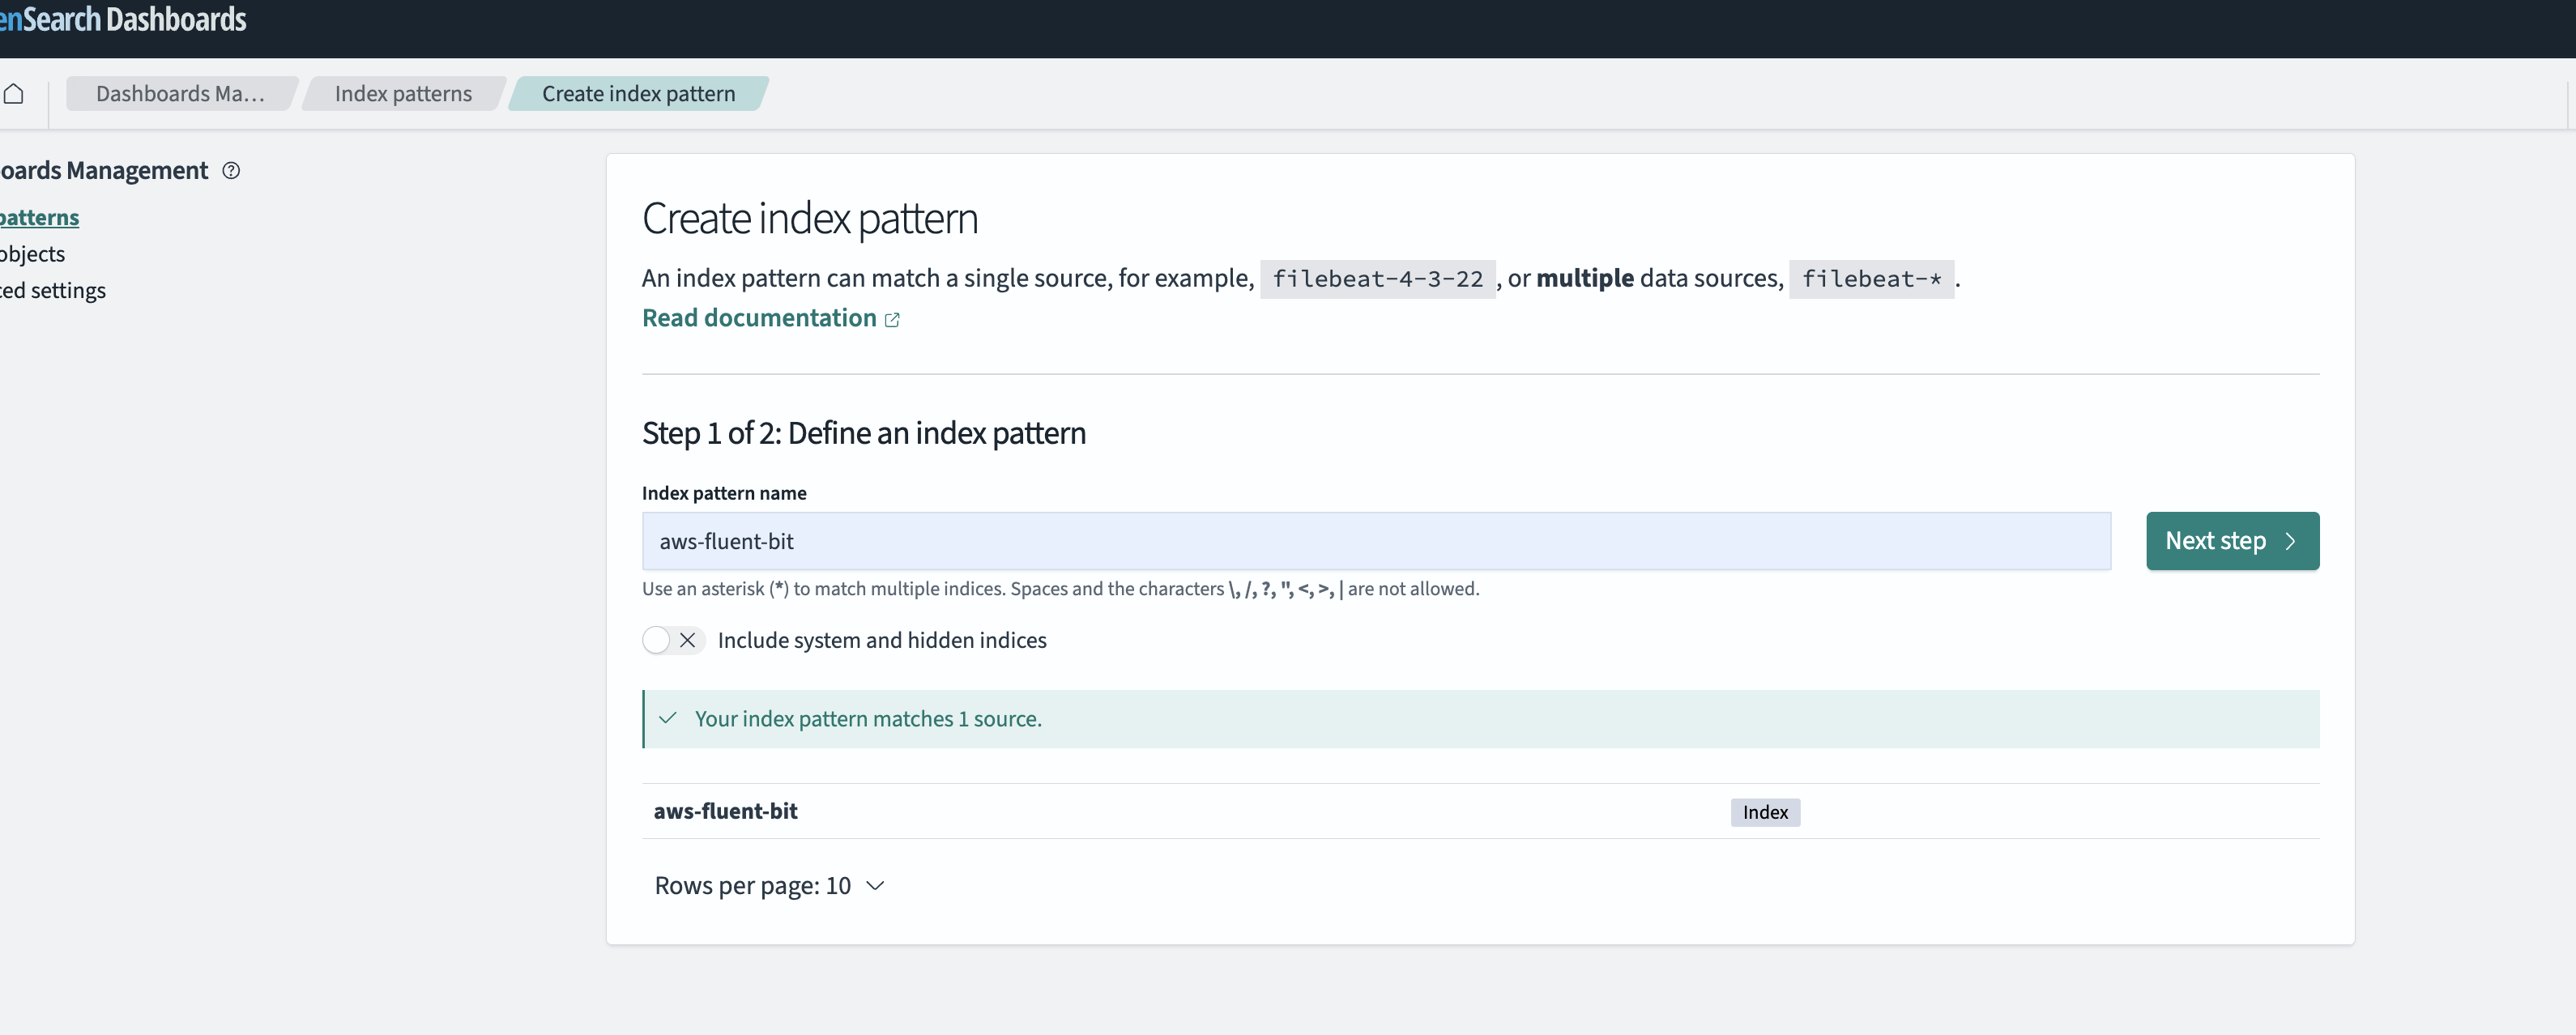 enSearch Dashboards
Dashboards Ma...
Index patterns
Create index pattern
oards Management
patterns
objects
ced settings
Create index pattern
An index pattern can match a single source, for example, filebeat-4-3-22 , or multiple data sources, filebeat-* .
Read documentation
Step 1 of 2: Define an index pattern
Index pattern name
aws-fluent-bit
Next step
Use an asterisk (*) to match multiple indices. Spaces and the characters \, /, ?, ", <, >, | are not allowed.
Include system and hidden indices
Your index pattern matches 1 source.
aws-fluent-bit
Index
Rows per page: 10